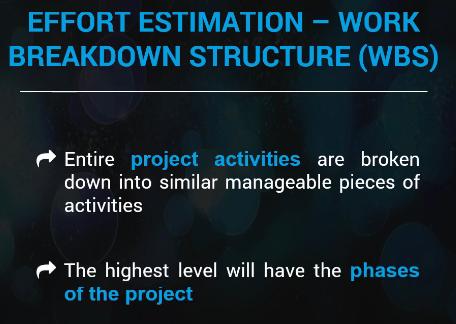 EFFORT ESTIMATION – WORK
BREAKDOWN STRUCTURE (WBS)
Entire project activities are broken
down into similar manageable pieces of
activities
The highest level will have the phases
of the project